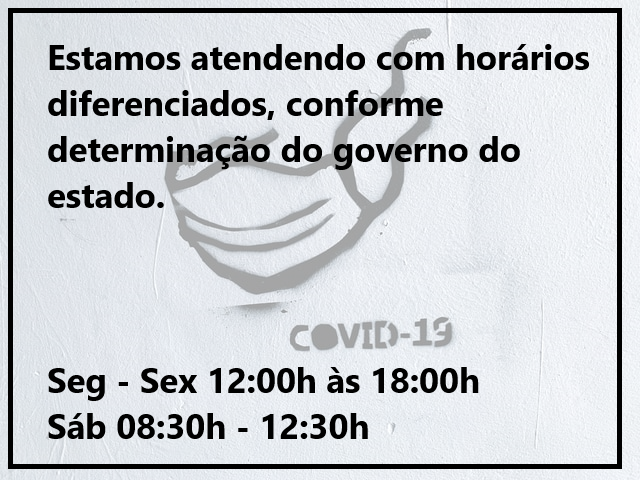 Estamos atendendo com horários
diferenciados, conforme
determinação do governo do
estado.
COVID-19
Seg - Sex 12:00h às 18:00h
Sáb 08:30h - 12:30h